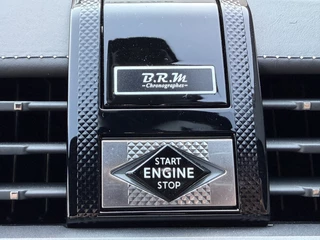 B.R.M
-Chronographes-
START
ENGINE
STOP